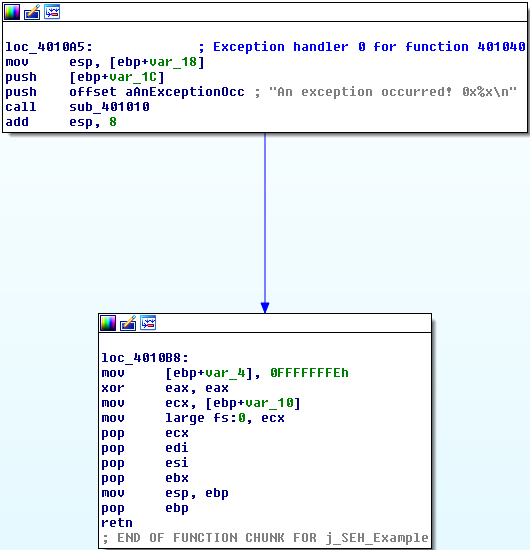 loc_4010A5: ; Exception handler 0 for function 401040
mov esp, [ebp+var_18]
push [ebp+var_1C]
push offset aAnExceptionOcc ; "An exception occurred! 0x%x\n"
call sub_401010
add esp, 8
loc_4010B8:
mov [ebp+var_4], 0FFFFFFFEh
xor eax, eax
mov ecx, [ebp+var_10]
mov large fs:0, ecx
pop ecx
pop edi
pop esi
pop ebx
mov esp, ebp
pop ebp
retn
; END OF FUNCTION CHUNK FOR j_SEH_Example